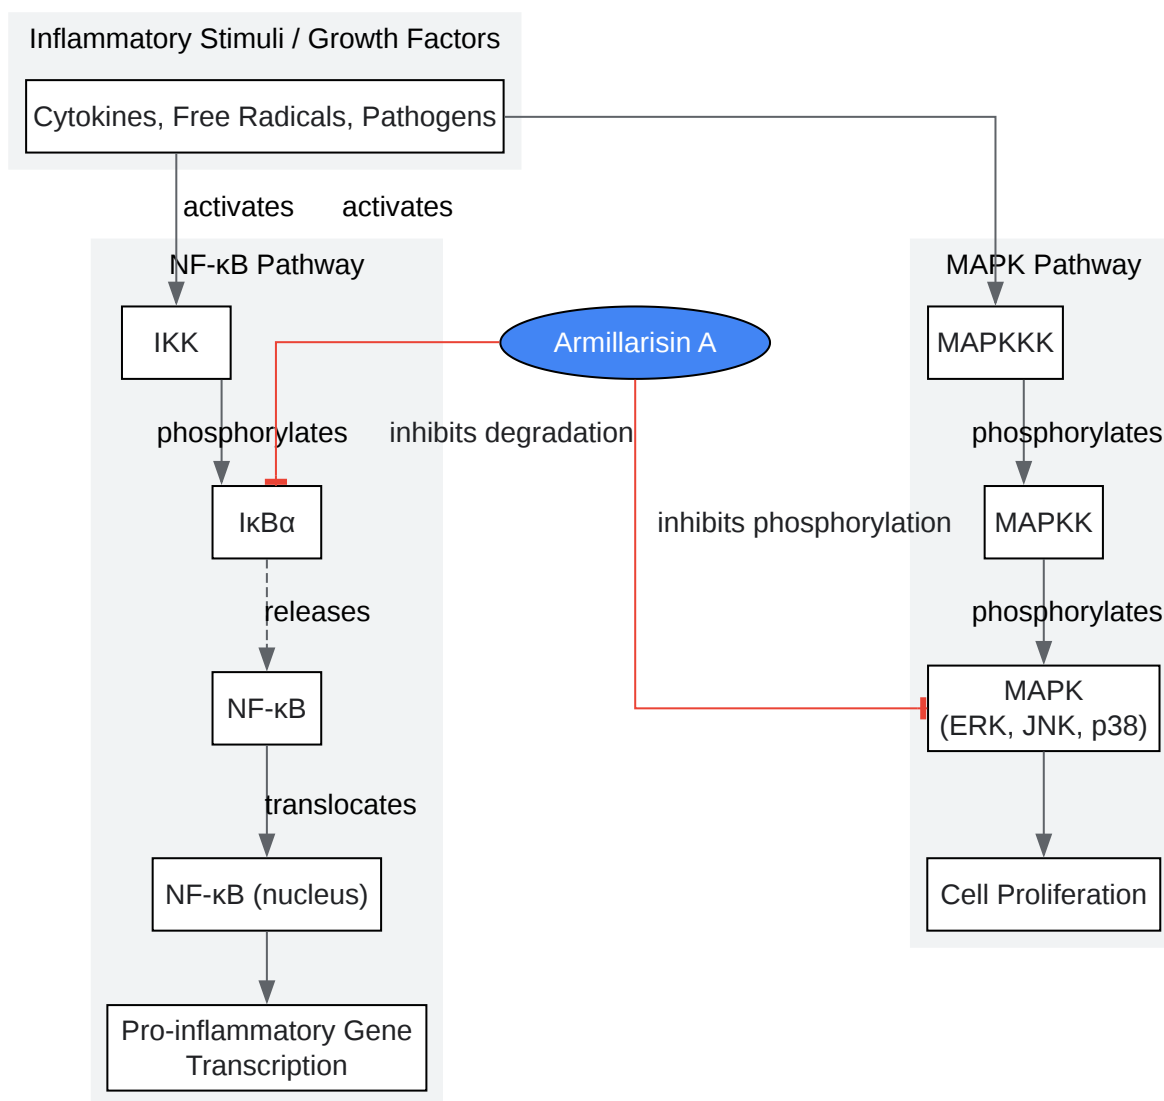 Inflammatory Stimuli / Growth Factors
Cytokines, Free Radicals, Pathogens
activates
activates
NF-κB Pathway
MAPK Pathway
IKK
Armillarisin A
MAPKKK
phosphorylates
inhibits degradation
phosphorylates
IκBα
inhibits phosphorylation
MAPKK
releases
phosphorylates
NF-κB
MAPK
(ERK, JNK, p38)
translocates
NF-κB (nucleus)
Cell Proliferation
Pro-inflammatory Gene
Transcription